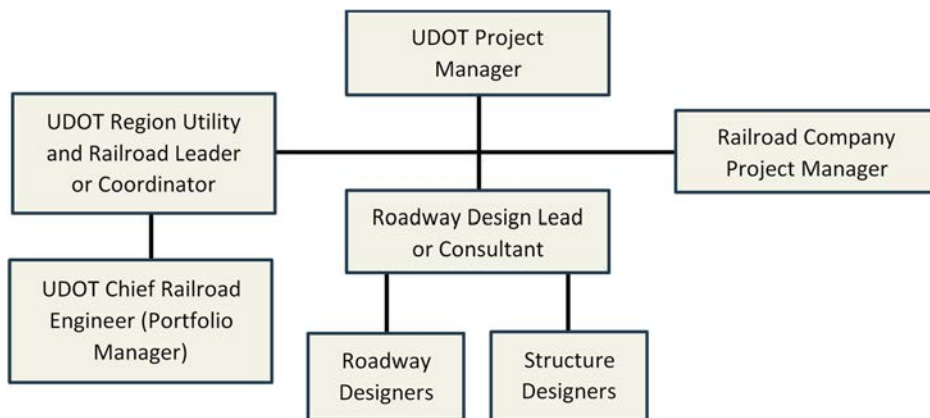 UDOT Project
Manager
UDOT Region Utility
and Railroad Leader
or Coordinator
Railroad Company
Project Manager
Roadway Design Lead
or Consultant
UDOT Chief Railroad
Engineer (Portfolio
Manager)
Roadway
Designers
Structure
Designers